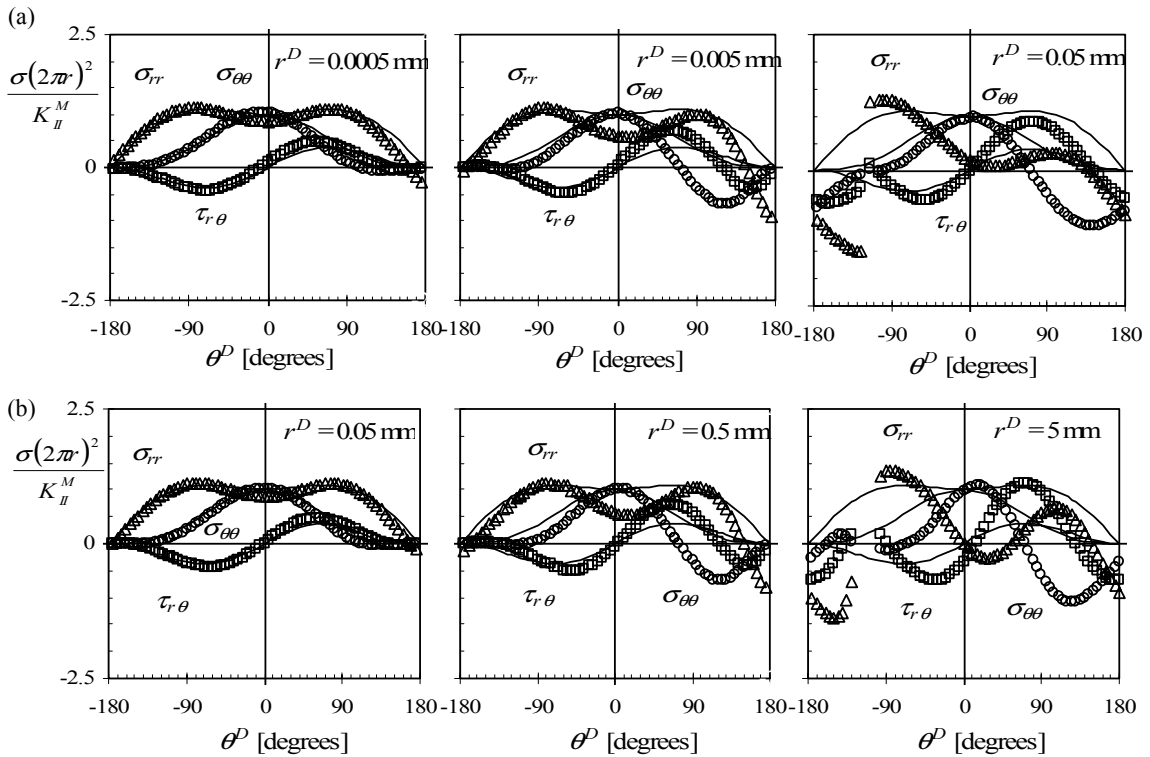 (a)
σ(2πr)² / K_II^M
2.5
0
-2.5
σ_rr
σ_θθ
r^D = 0.0005 mm
τ_rθ
-180 -90 0 90 180
θ^D [degrees]
σ_rr
r^D = 0.005 mm
σ_θθ
τ_rθ
-180 -90 0 90 180
θ^D [degrees]
r^D = 0.05 mm
σ_rr
σ_θθ
τ_rθ
-180 -90 0 90 180
θ^D [degrees]
(b)
σ(2πr)² / K_II^M
2.5
0
-2.5
r^D = 0.05 mm
σ_rr
σ_θθ
τ_rθ
-180 -90 0 90 180
θ^D [degrees]
r^D = 0.5 mm
σ_rr
τ_rθ
σ_θθ
-180 -90 0 90 180
θ^D [degrees]
σ_rr
r^D = 5 mm
τ_rθ
σ_θθ
-180 -90 0 90 180
θ^D [degrees]